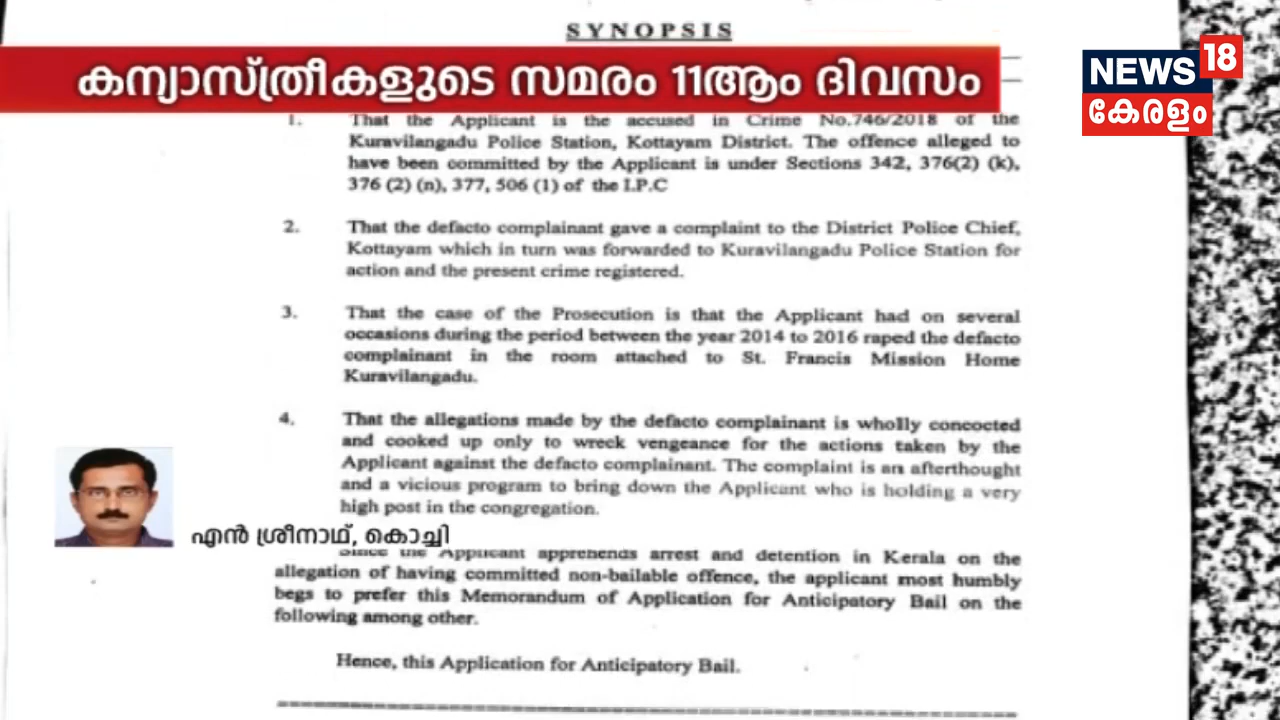 SYNOPSIS
കന്യാസ്ത്രീകളുടെ സമരം 11ആം ദിവസം
NEWS 18
കേരളം
1. That the Applicant is the accused in Crime No.746/2018 of the
Kuravilangadu Police Station, Kottayam District. The offence alleged to
have been committed by the Applicant is under Sections 342, 376(2) (k),
376 (2) (n), 377, 506 (1) of the I.P.C
2. That the defacto complainant gave a complaint to the District Police Chief,
Kottayam which in turn was forwarded to Kuravilangadu Police Station for
action and the present crime registered.
3. That the case of the Prosecution is that the Applicant had on several
occasions during the period between the year 2014 to 2016 raped the defacto
complainant in the room attached to St. Francis Mission Home
Kuravilangadu.
4. That the allegations made by the defacto complainant is wholly concocted
and cooked up only to wreck vengeance for the actions taken by the
Applicant against the defacto complainant. The complaint is an afterthought
and a vicious program to bring down the Applicant who is holding a very
high post in the congregation.
എൻ ശ്രീനാഥ്, കൊച്ചി
Since the Applicant apprehends arrest and detention in Kerala on the
allegation of having committed non-bailable offence, the applicant most humbly
begs to prefer this Memorandum of Application for Anticipatory Bail on the
following among other.
Hence, this Application for Anticipatory Bail.